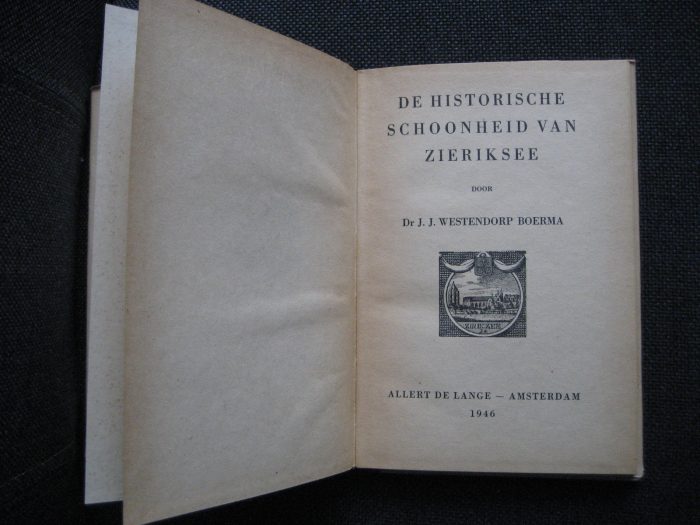 DE HISTORISCHE
SCHOONHEID VAN
ZIERIKSEE
DOOR
Dr J. J. WESTENDORP BOERMA
ALLERT DE LANGE – AMSTERDAM
1946